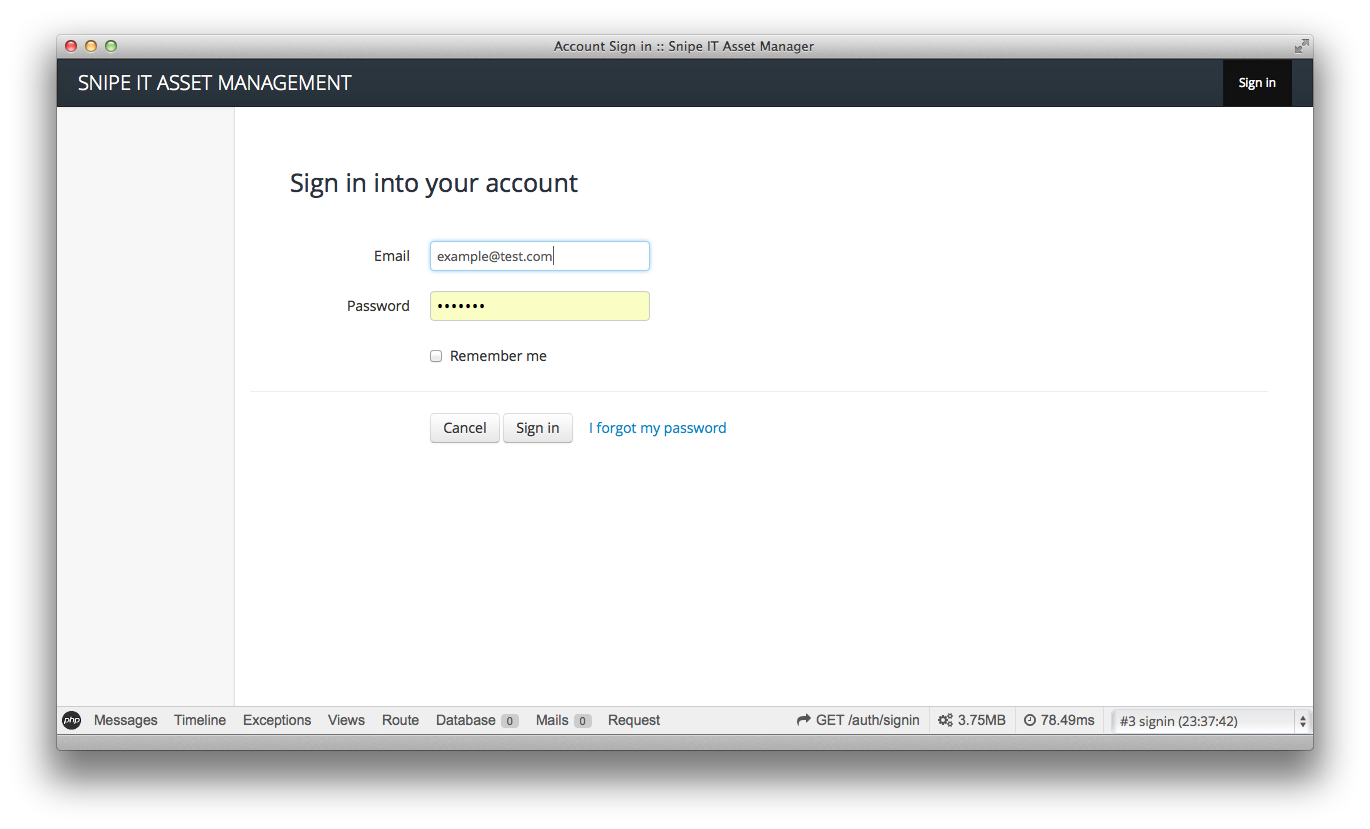 Account Sign in :: Snipe IT Asset Manager
SNIPE IT ASSET MANAGEMENT Sign in
Sign in into your account
Email example@test.com
Password •••••••
Remember me
Cancel Sign in I forgot my password
php Messages Timeline Exceptions Views Route Database 0 Mails 0 Request GET /auth/signin 3.75MB 78.49ms #3 signin (23:37:42)